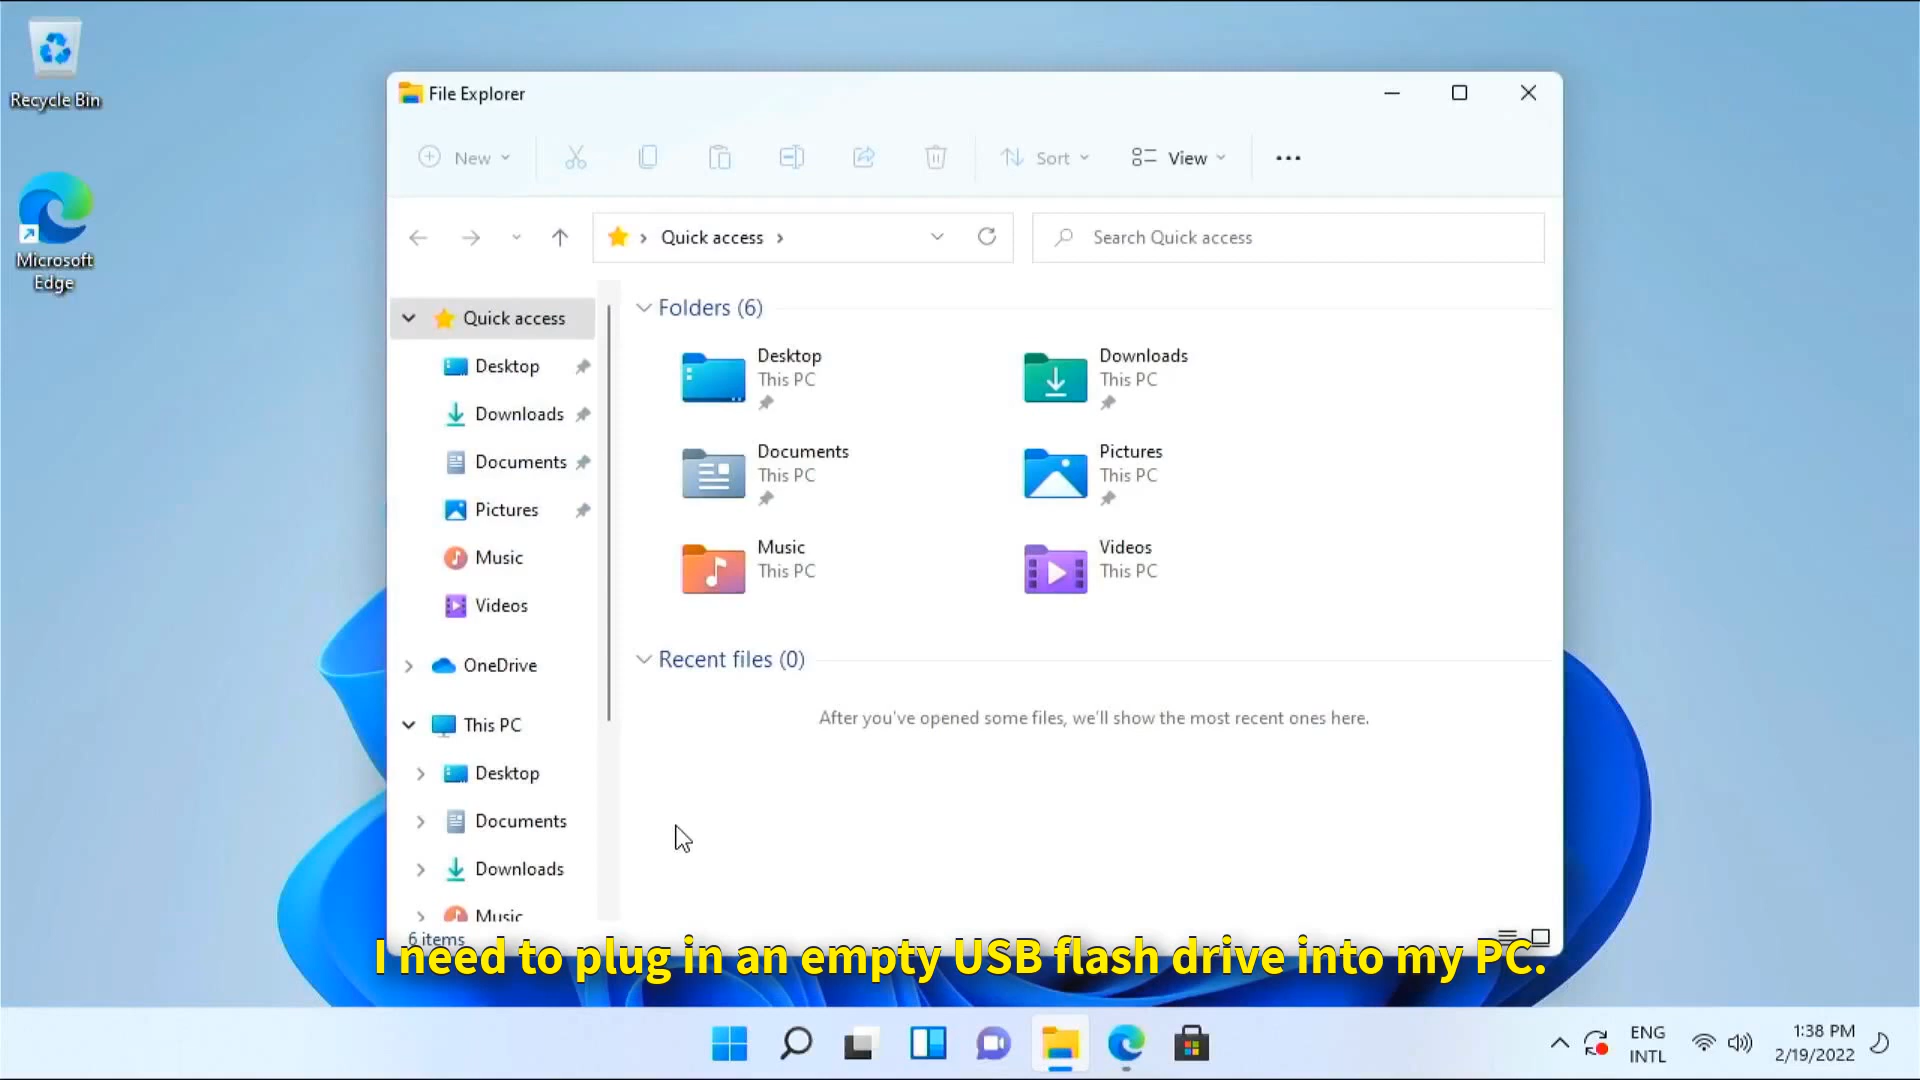 Recycle Bin
Microsoft
Edge
File Explorer
New
Sort
View
Quick access
Search Quick access
Quick access
Desktop
Downloads
Documents
Pictures
Music
Videos
OneDrive
This PC
Desktop
Documents
Downloads
Music
Folders (6)
Desktop
This PC
Downloads
This PC
Documents
This PC
Pictures
This PC
Music
This PC
Videos
This PC
Recent files (0)
After you've opened some files, we'll show the most recent ones here.
6 items
I need to plug in an empty USB flash drive into my PC.
ENG
INTL
1:38 PM
2/19/2022